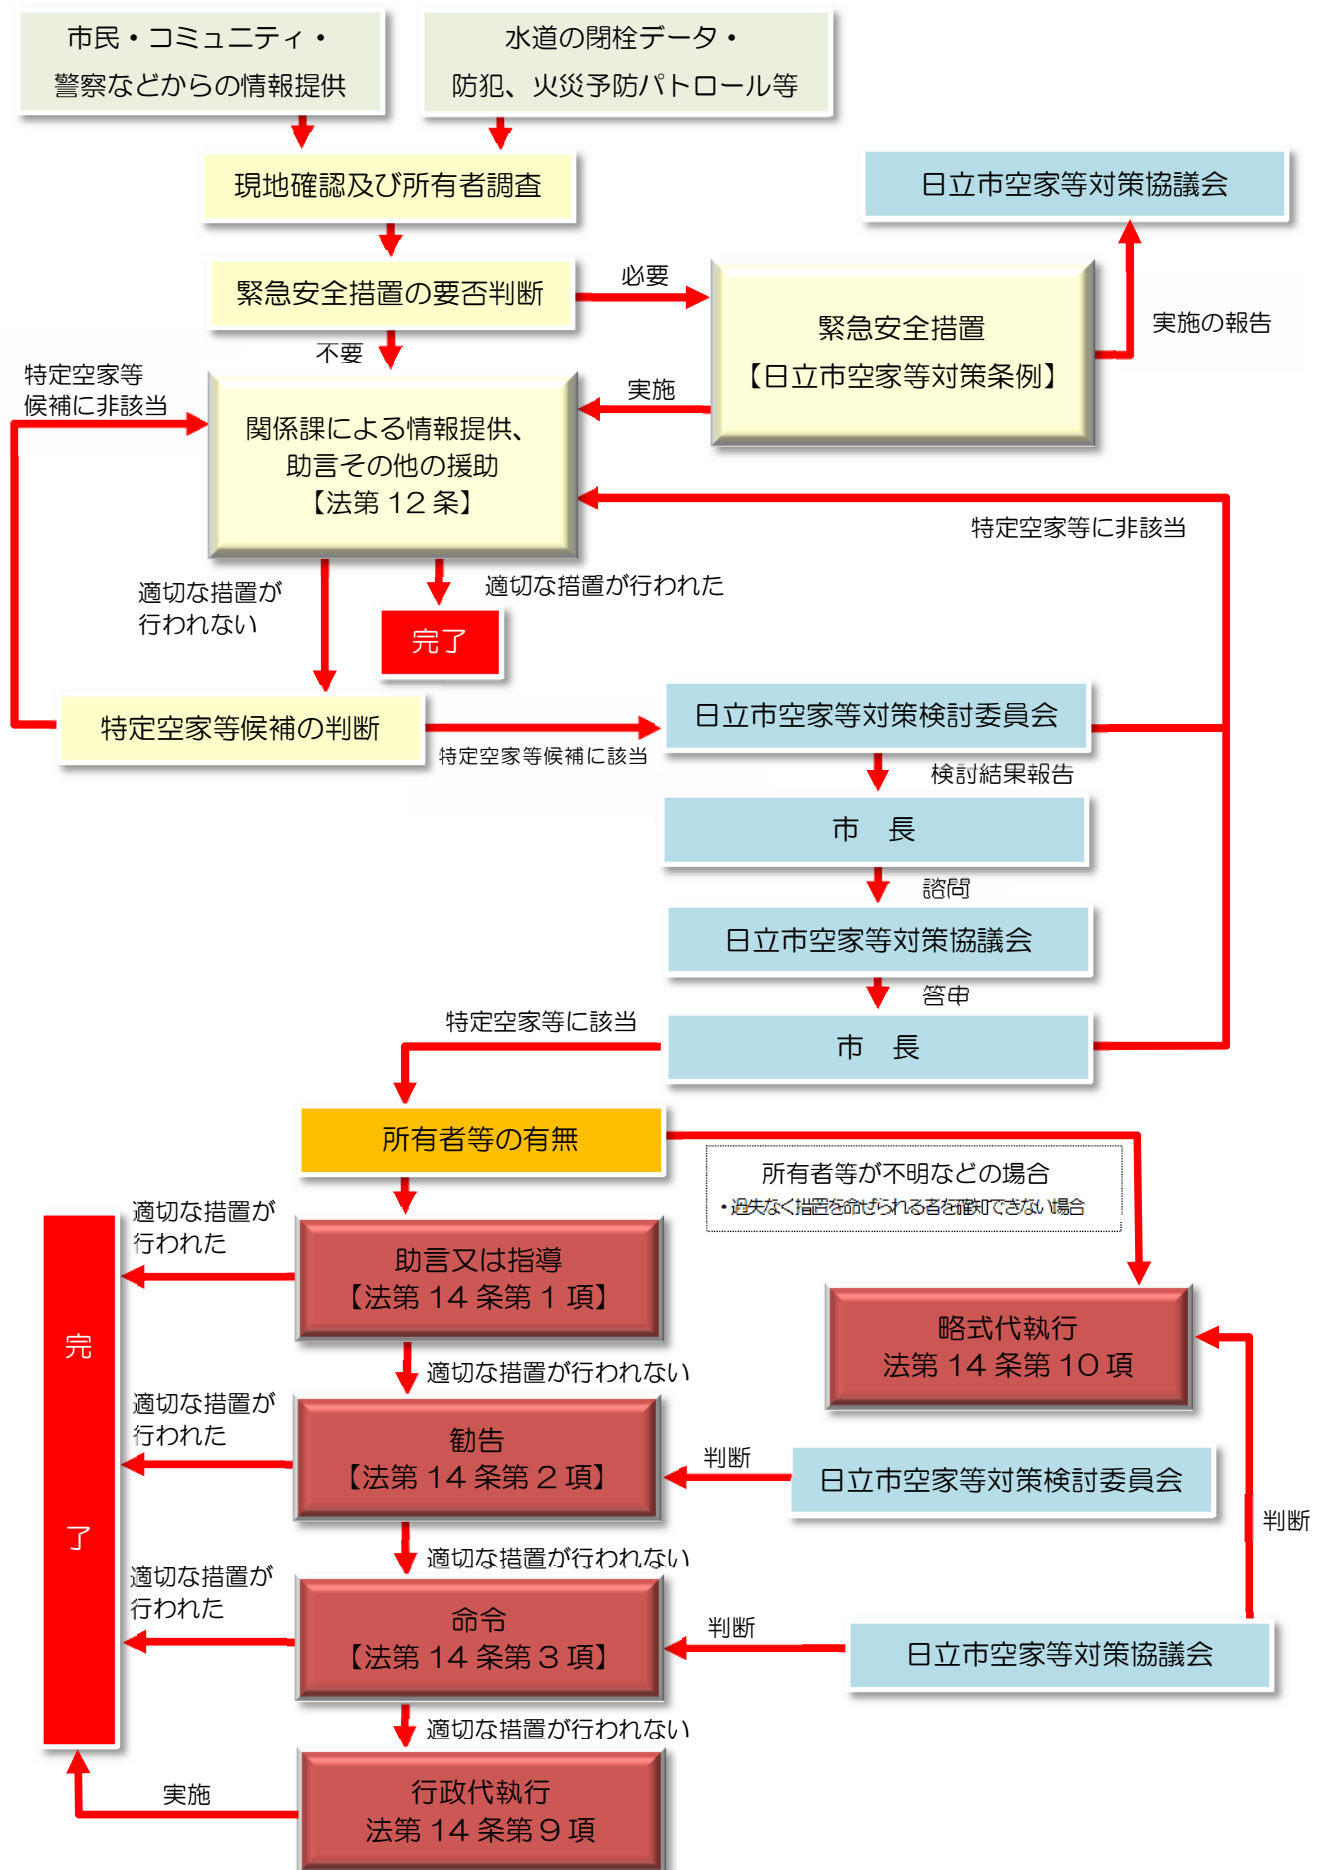 市民・コミュニティ・
警察などからの情報提供
水道の閉栓データ・
防犯、火災予防パトロール等
現地確認及び所有者調査
日立市空家等対策協議会
緊急安全措置の要否判断
必要
緊急安全措置
【日立市空家等対策条例】
実施の報告
不要
実施
特定空家等
候補に非該当
関係課による情報提供、
助言その他の援助
【法第 12 条】
特定空家等に非該当
適切な措置が
行われない
適切な措置が行われた
完了
特定空家等候補の判断
特定空家等候補に該当
日立市空家等対策検討委員会
検討結果報告
市　長
諮問
日立市空家等対策協議会
答申
特定空家等に該当
市　長
所有者等の有無
所有者等が不明などの場合
・過失なく措置を命ぜられる者を確知できない場合
適切な措置が
行われた
助言又は指導
【法第 14 条第 1 項】
略式代執行
法第 14 条第 10 項
完
了
適切な措置が行われない
適切な措置が
行われた
勧告
【法第 14 条第 2 項】
判断
日立市空家等対策検討委員会
判断
適切な措置が行われない
適切な措置が
行われた
命令
【法第 14 条第 3 項】
判断
日立市空家等対策協議会
適切な措置が行われない
実施
行政代執行
法第 14 条第 9 項